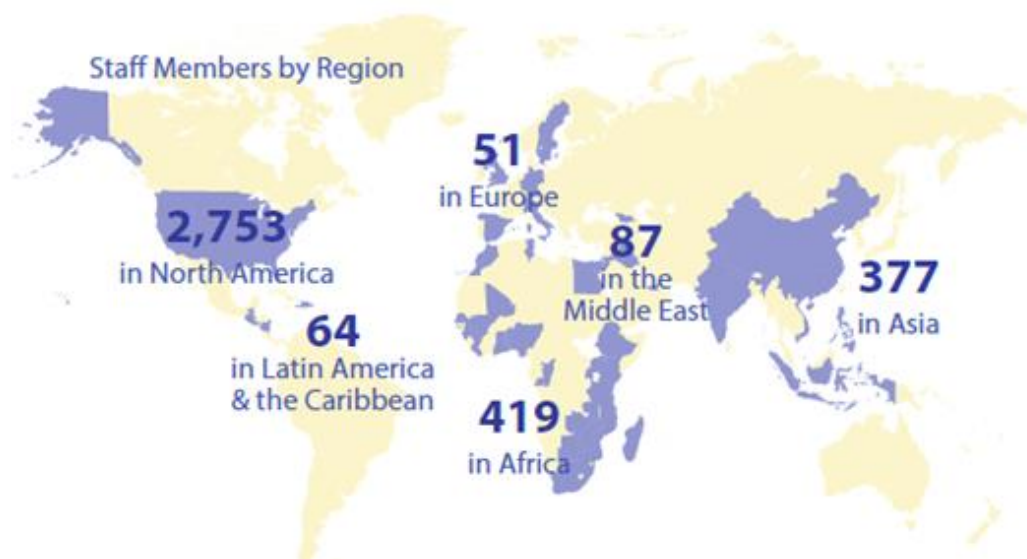 Staff Members by Region
51
in Europe
2,753
in North America
87
in the
Middle East
377
in Asia
64
in Latin America
& the Caribbean
419
in Africa